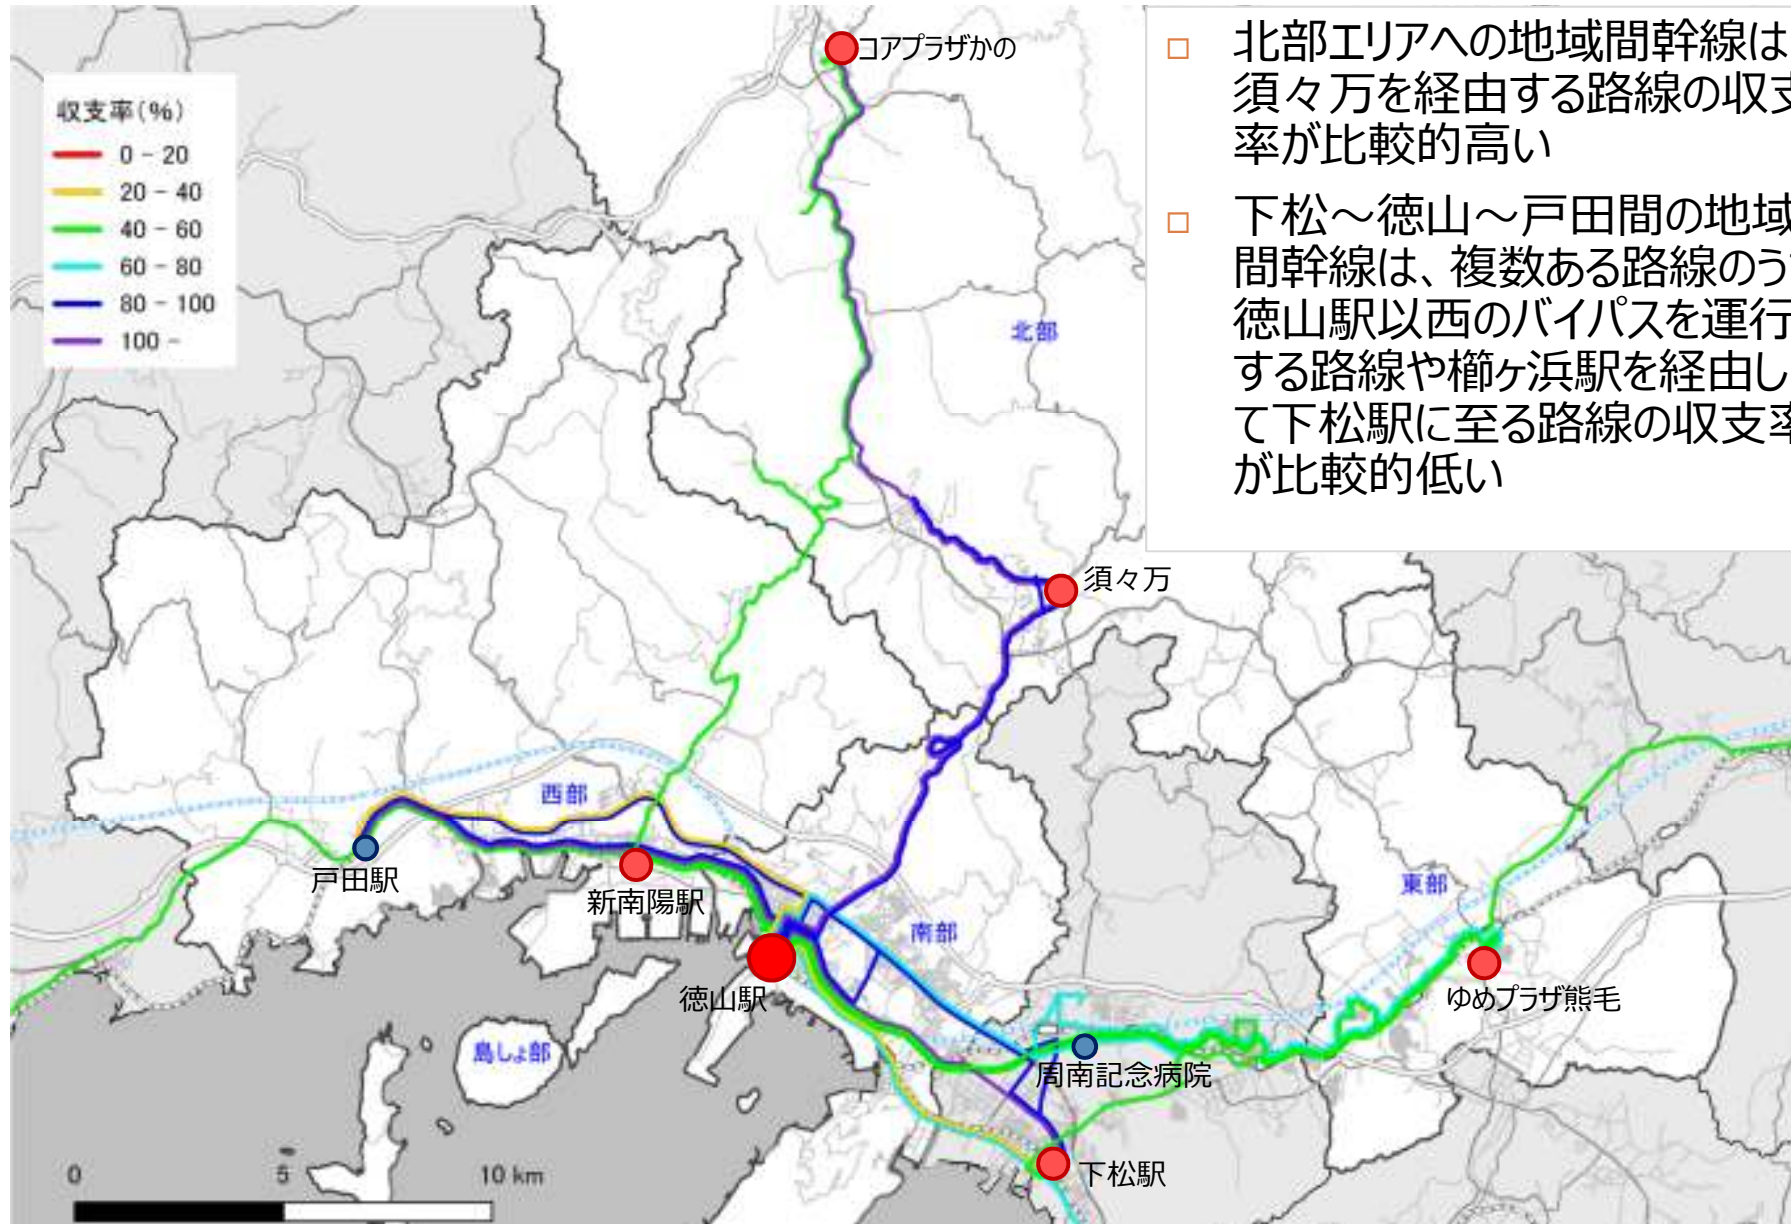 コアプラザかの
収支率(%)
0 - 20
20 - 40
40 - 60
60 - 80
80 - 100
100 -
□ 北部エリアへの地域間幹線は
須々万を経由する路線の収支
率が比較的高い
□ 下松～徳山～戸田間の地域
間幹線は、複数ある路線のう
徳山駅以西のバイパスを運行
する路線や櫛ヶ浜駅を経由し
て下松駅に至る路線の収支率
が比較的低い
北部
須々万
西部
戸田駅
新南陽駅
南部
東部
徳山駅
ゆめプラザ熊毛
島しょ部
周南記念病院
下松駅
0 5 10 km